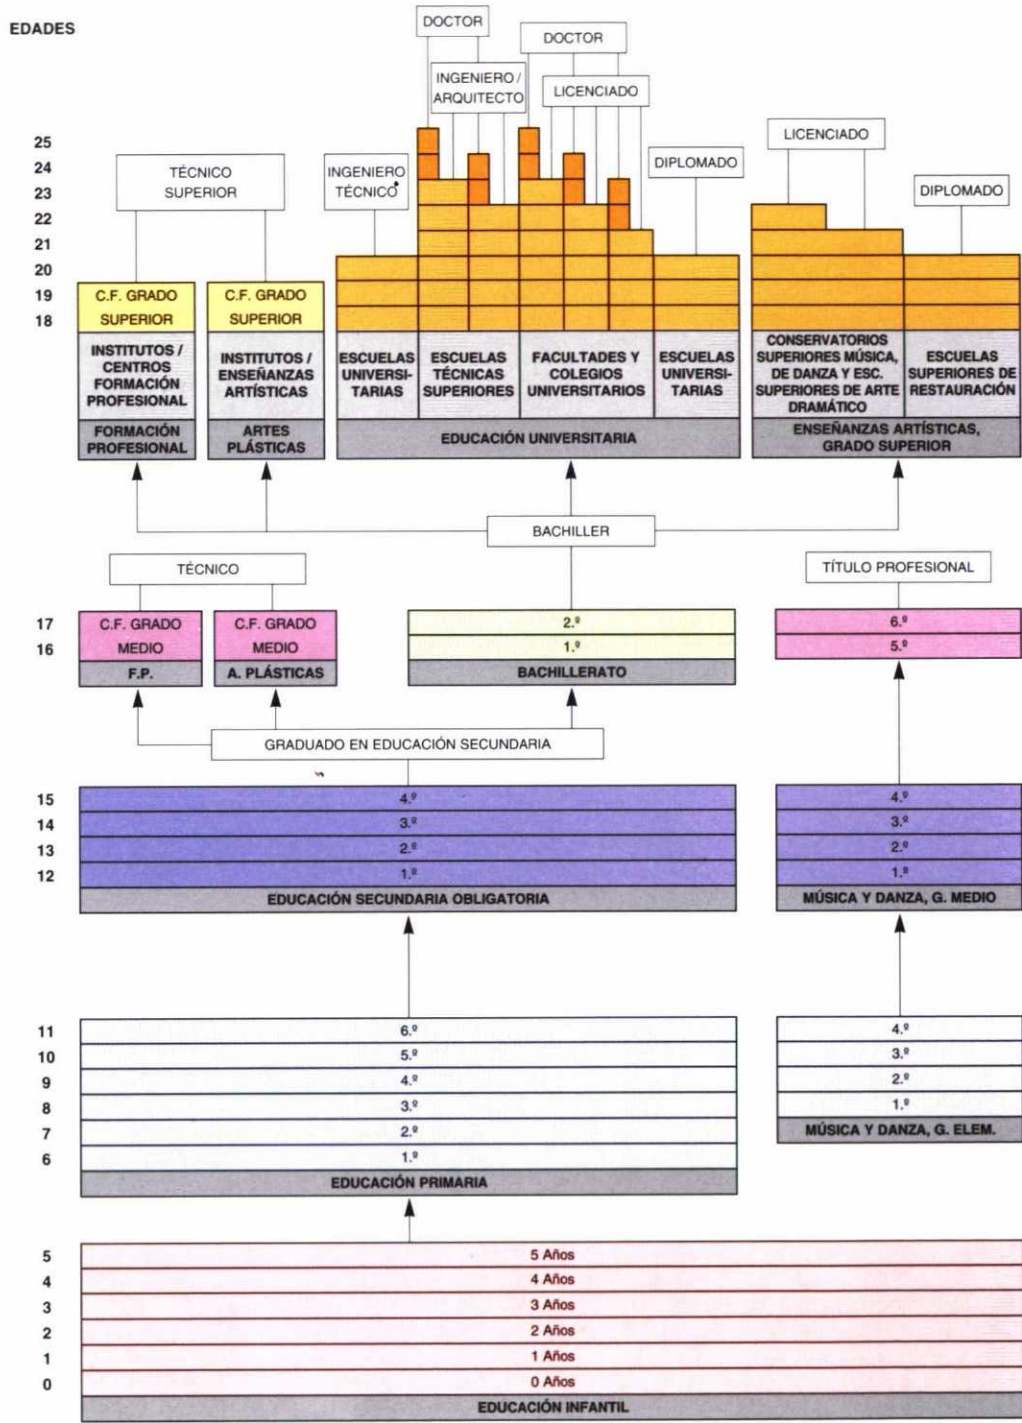 EDADES
DOCTOR
DOCTOR
INGENIERO /
ARQUITECTO
LICENCIADO
TÉCNICO
SUPERIOR
INGENIERO
TÉCNICO
DIPLOMADO
LICENCIADO
DIPLOMADO
25
24
23
22
21
20
19
18
C.F. GRADO
SUPERIOR
C.F. GRADO
SUPERIOR
INSTITUTOS /
CENTROS
FORMACIÓN
PROFESIONAL
INSTITUTOS /
ENSEÑANZAS
ARTÍSTICAS
ESCUELAS
UNIVERSI-
TARIAS
ESCUELAS
TÉCNICAS
SUPERIORES
FACULTADES Y
COLEGIOS
UNIVERSITARIOS
ESCUELAS
UNIVERSI-
TARIAS
CONSERVATORIOS
SUPERIORES MÚSICA,
DE DANZA Y ESC.
SUPERIORES DE ARTE
DRAMÁTICO
ESCUELAS
SUPERIORES DE
RESTAURACIÓN
FORMACIÓN
PROFESIONAL
ARTES
PLÁSTICAS
EDUCACIÓN UNIVERSITARIA
ENSEÑANZAS ARTÍSTICAS,
GRADO SUPERIOR
BACHILLER
TÉCNICO
TÍTULO PROFESIONAL
17
16
C.F. GRADO
MEDIO
F.P.
C.F. GRADO
MEDIO
A. PLÁSTICAS
2.º
1.º
BACHILLERATO
6.º
5.º
GRADUADO EN EDUCACIÓN SECUNDARIA
15
14
13
12
4.º
3.º
2.º
1.º
EDUCACIÓN SECUNDARIA OBLIGATORIA
4.º
3.º
2.º
1.º
MÚSICA Y DANZA, G. MEDIO
11
10
9
8
7
6
6.º
5.º
4.º
3.º
2.º
1.º
EDUCACIÓN PRIMARIA
4.º
3.º
2.º
1.º
MÚSICA Y DANZA, G. ELEM.
5
4
3
2
1
0
5 Años
4 Años
3 Años
2 Años
1 Años
0 Años
EDUCACIÓN INFANTIL